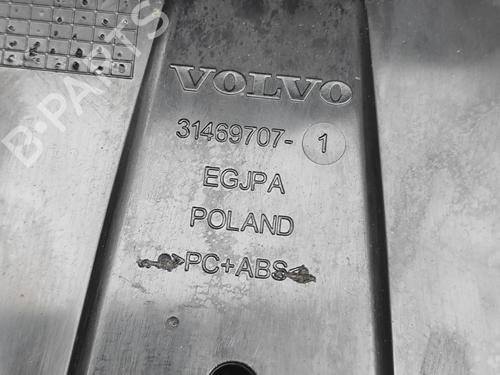 VOLVO
31469707- 1
EGJPA
POLAND
>PC+ABS<
B-PARTS